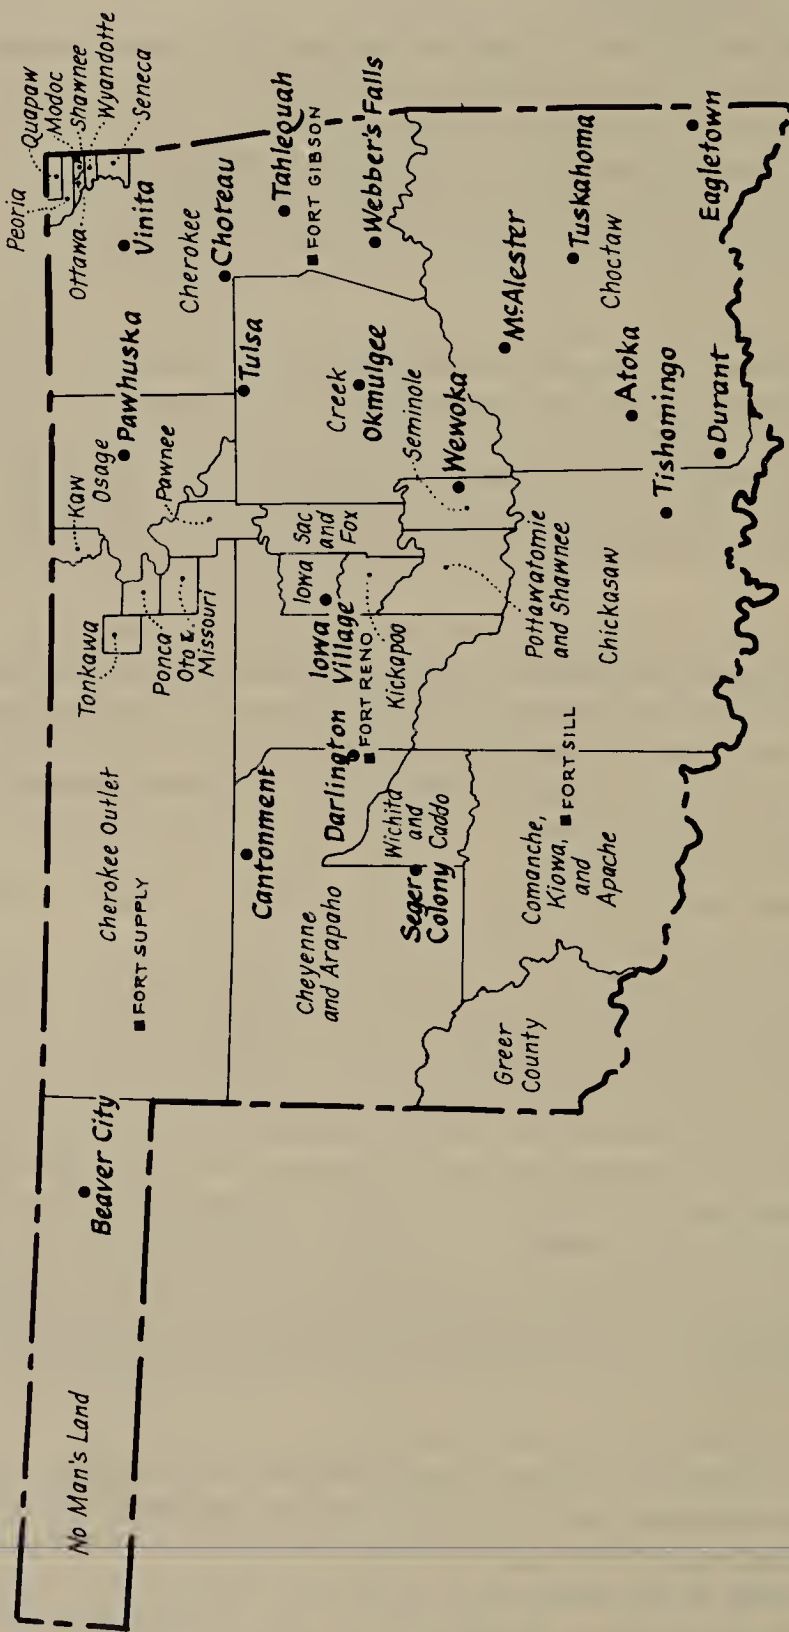 No Man's Land
Beaver City
Cherokee Outlet
FORT SUPPLY
Tonkawa
Ponca
Oto &
Missouri
Kaw
Osage
Pawhuska
Pawnee
Peoria
Quapaw
Modoc
Shawnee
Wyandotte
Seneca
Ottawa
Vinita
Cherokee
Choteau
Tahlequah
FORT GIBSON
Webber's Falls
Tulsa
Creek
Okmulgee
Seminole
Wewoka
Sac
and
Fox
Iowa
Iowa
Village
Kickapoo
FORT RENO
Darlington
Cantonment
Cheyenne
and Arapaho
Wichita
and
Caddo
Seger
Colony
Greer
County
Comanche,
Kiowa,
and
Apache
FORT SILL
Pottawatomie
and Shawnee
Chickasaw
McAlester
Tuskahoma
Choctaw
Atoka
Tishomingo
Durant
Eagletown